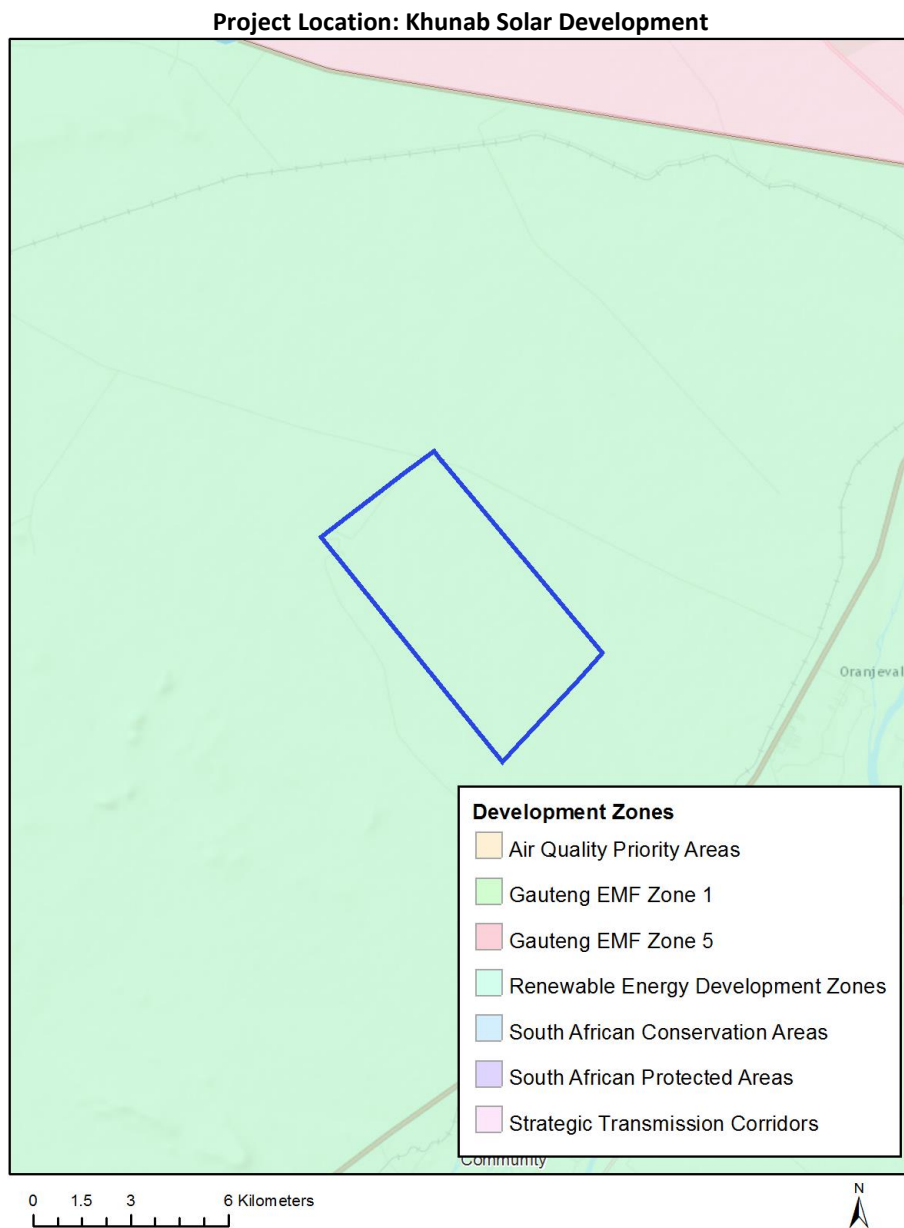 Project Location: Khunab Solar Development
Oranjeval
Development Zones
Air Quality Priority Areas
Gauteng EMF Zone 1
Gauteng EMF Zone 5
Renewable Energy Development Zones
South African Conservation Areas
South African Protected Areas
Strategic Transmission Corridors
Community
0 1.5 3 6 Kilometers
N